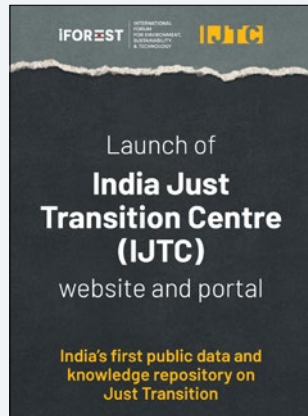 iFOREST
INTERNATIONAL
FORUM
FOR ENVIRONMENT,
SUSTAINABILITY
& TECHNOLOGY
IJTC
Launch of
India Just
Transition Centre
(IJTC)
website and portal
India's first public data and
knowledge repository on
Just Transition